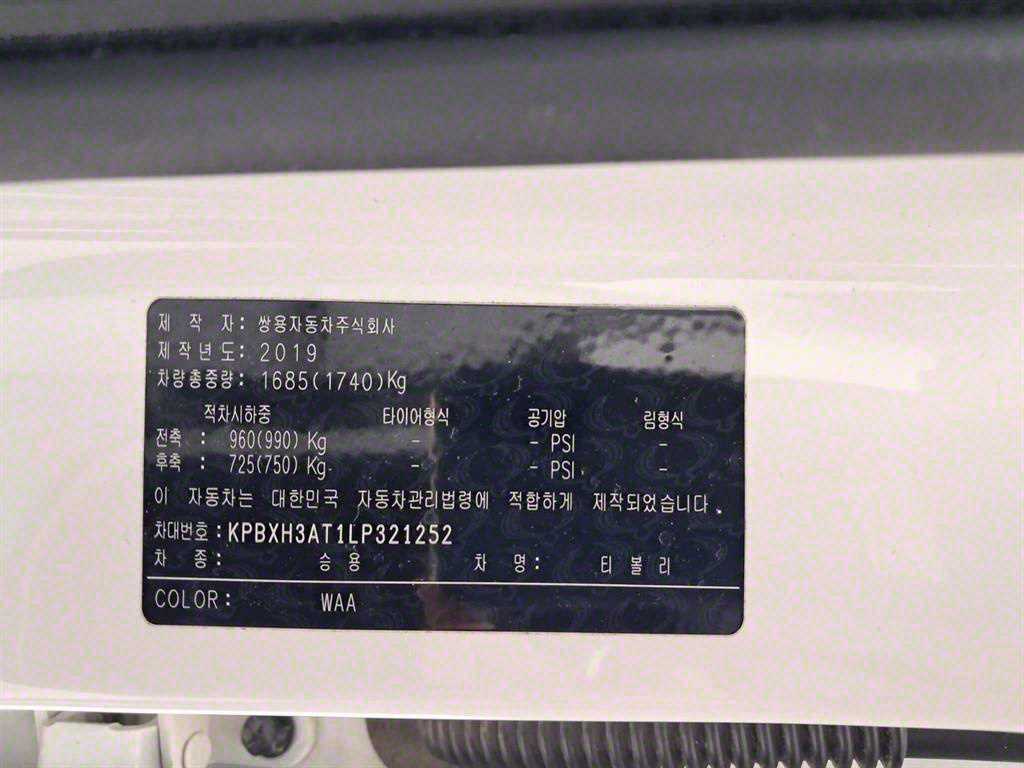 제 작 자: 쌍용자동차주식회사
제작년도: 2019
차량총중량: 1685(1740)Kg
적차시하중 타이어형식 공기압 림형식
전축 : 960(990) Kg - - PSI -
후축 : 725(750) Kg - - PSI -
이 자동차는 대한민국 자동차관리법령에 적합하게 제작되었습니다.
차대번호: KPBXH3AT1LP321252
차 종: 승 용 차 명: 티 볼 리
COLOR: WAA